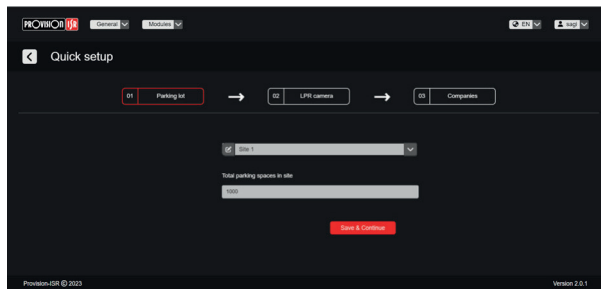 PROVISION ISR General Modules EN sagi
Quick setup
01 Parking lot 02 LPR camera 03 Companies
Site 1
Total parking spaces in site
1000
Save & Continue
Provision-ISR © 2023 Version 2.0.1